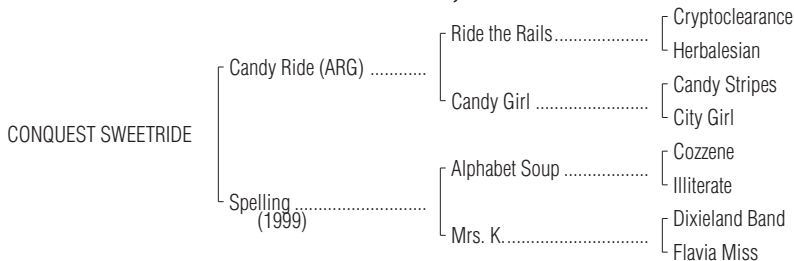 Cryptoclearance
Ride the Rails....................
Herbalesian
Candy Ride (ARG) ............
Candy Stripes
Candy Girl ........................
City Girl
CONQUEST SWEETRIDE
Cozzene
Alphabet Soup ..................
Illiterate
Spelling ............................
(1999)
Dixieland Band
Mrs. K..............................
Flavia Miss